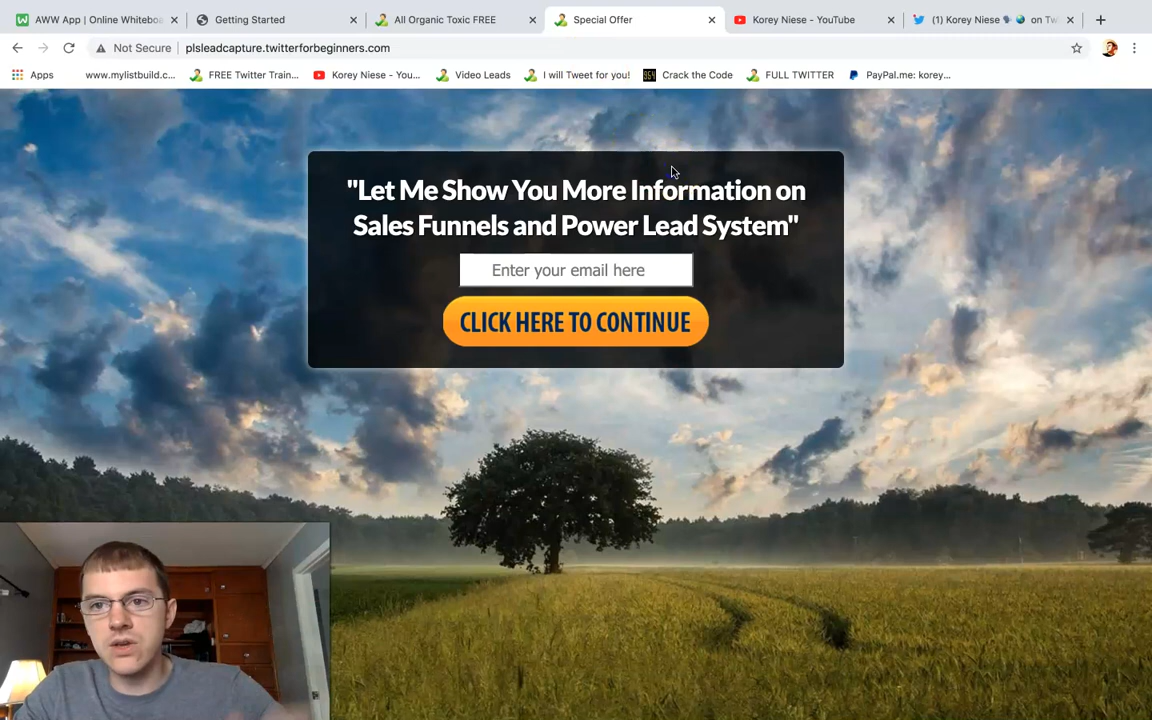 AWW App | Online Whiteboa
Getting Started
All Organic Toxic FREE
Special Offer
Korey Niese - YouTube
(1) Korey Niese on Tw
Not Secure | plsleadcapture.twitterforbeginners.com
Apps
www.mylistbuild.c...
FREE Twitter Train...
Korey Niese - You...
Video Leads
I will Tweet for you!
Crack the Code
FULL TWITTER
PayPal.me: korey...
"Let Me Show You More Information on
Sales Funnels and Power Lead System"
Enter your email here
CLICK HERE TO CONTINUE